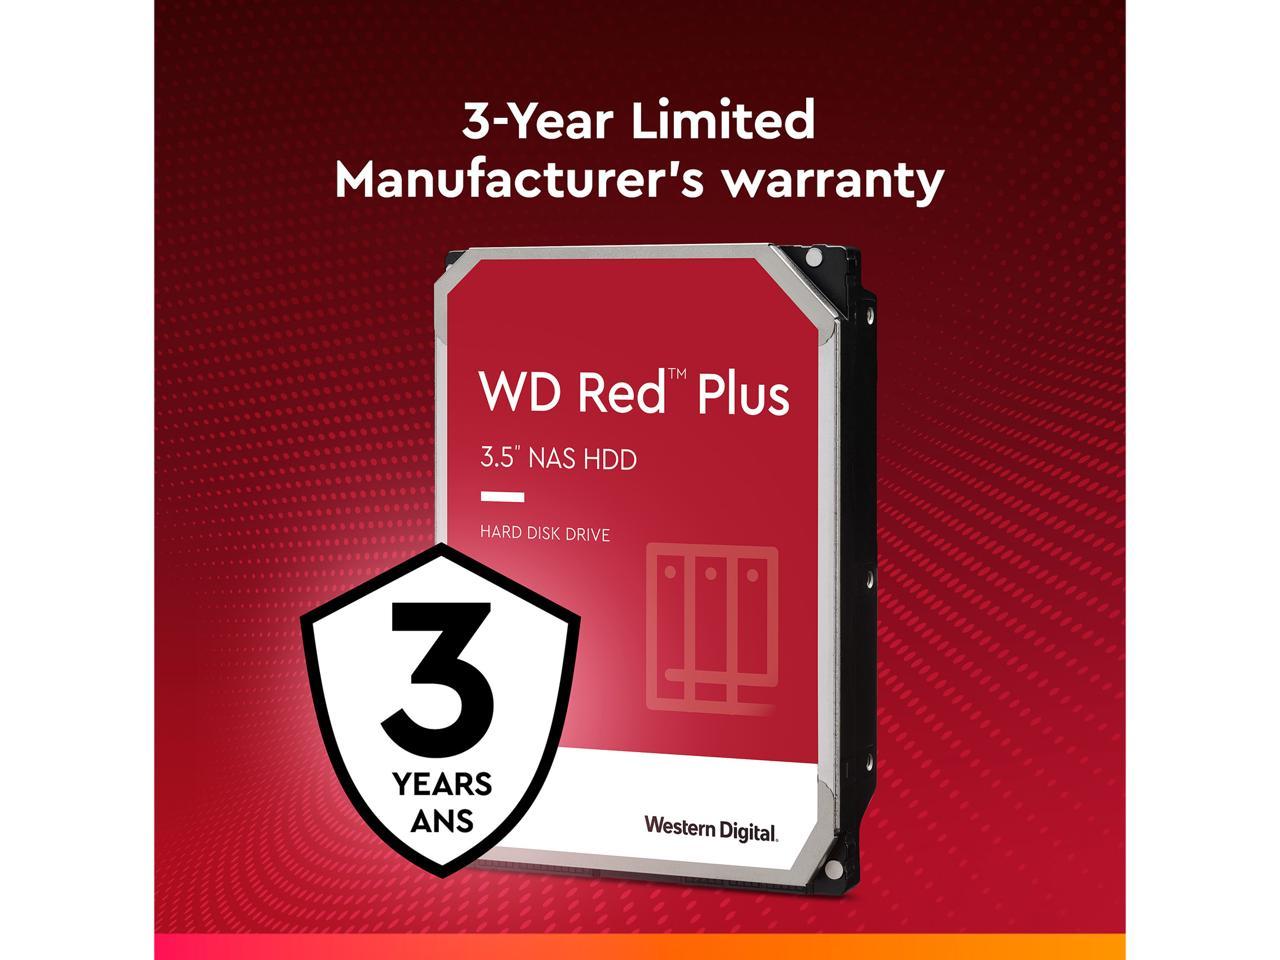 3-Year Limited
Manufacturer's warranty
WD Red™ Plus
3.5" NAS HDD
HARD DISK DRIVE
3
YEARS
ANS
Western Digital.